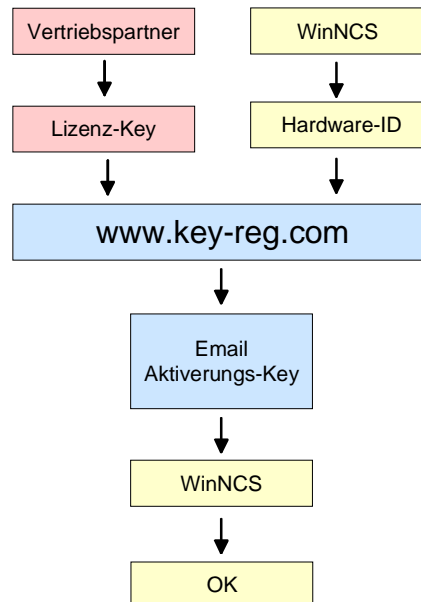 Vertriebspartner
WinNCS
Lizenz-Key
Hardware-ID
www.key-reg.com
Email
Aktiverungs-Key
WinNCS
OK